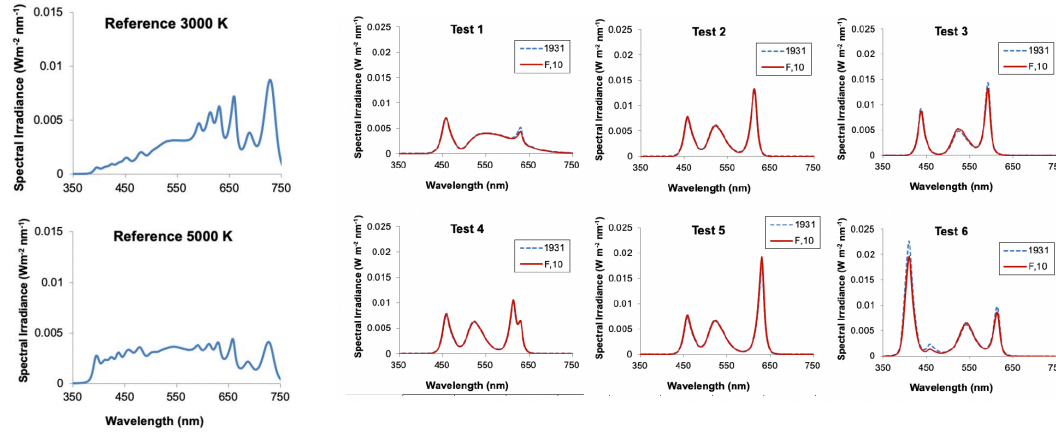 Reference 3000 K
Spectral Irradiance (Wm-2 nm-1)
0.015
0.01
0.005
0
350 450 550 650 750
Reference 5000 K
Spectral Irradiance (Wm-2 nm-1)
0.015
0.01
0.005
0
350 450 550 650 750
Wavelength (nm)
Test 1
1931
F,10
Spectral Irradiance (W m-2 nm-1)
0.025
0.02
0.015
0.01
0.005
0
350 450 550 650 750
Wavelength (nm)
Test 2
1931
F,10
Spectral Irradiance (W m-2 nm-1)
0.025
0.02
0.015
0.01
0.005
0
350 450 550 650 750
Wavelength (nm)
Test 3
1931
F,10
Spectral Irradiance (W m-2 nm-1)
0.025
0.02
0.015
0.01
0.005
0
350 450 550 650 750
Wavelength (nm)
Test 4
1931
F,10
Spectral Irradiance (W m-2 nm-1)
0.025
0.02
0.015
0.01
0.005
0
350 450 550 650 750
Wavelength (nm)
Test 5
1931
F,10
Spectral Irradiance (W m-2 nm-1)
0.025
0.02
0.015
0.01
0.005
0
350 450 550 650 750
Wavelength (nm)
Test 6
1931
F,10
Spectral Irradiance (W m-2 nm-1)
0.025
0.02
0.015
0.01
0.005
0
350 450 550 650 750
Wavelength (nm)